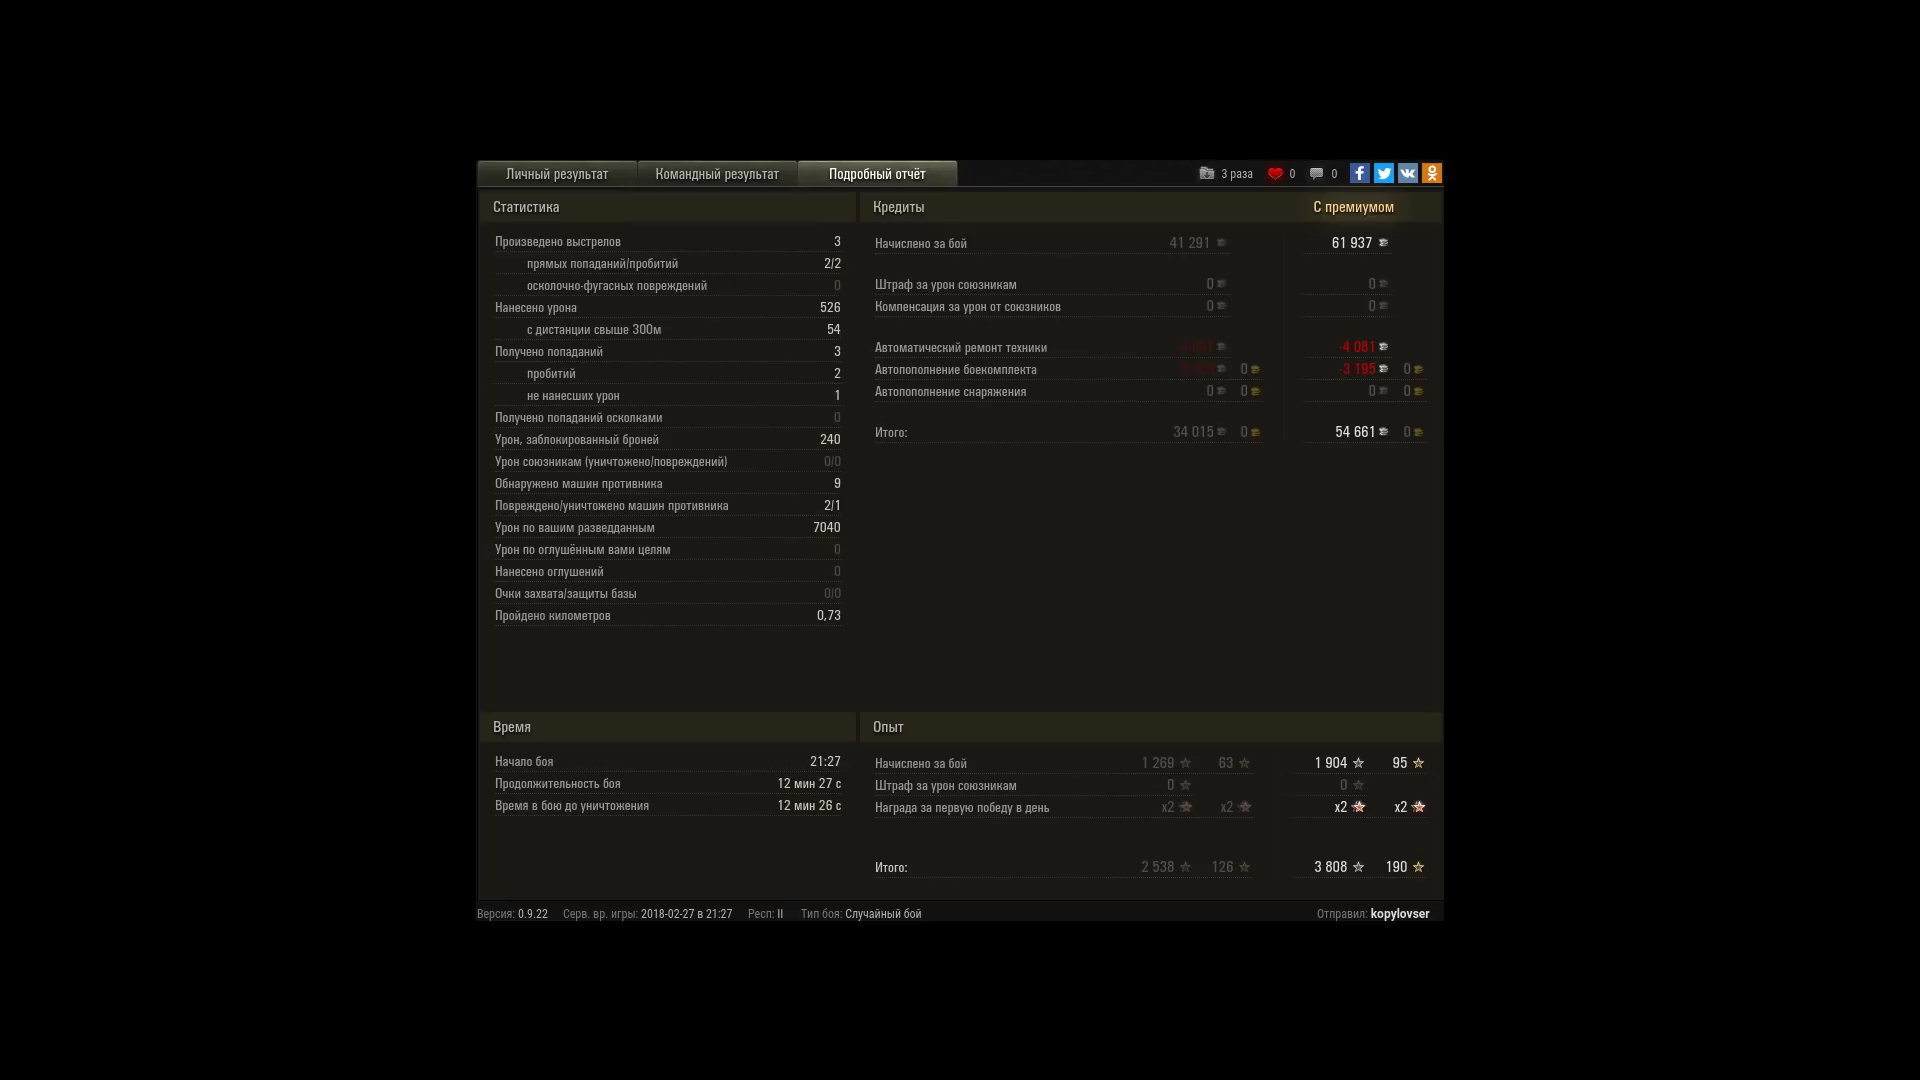 Личный результат Командный результат Подробный отчёт 3 раза 0 0
Статистика
Произведено выстрелов 3
прямых попаданий/пробитий 2/2
осколочно-фугасных повреждений 0
Нанесено урона 526
с дистанции свыше 300м 54
Получено попаданий 3
пробитий 2
не нанесших урон 1
Получено попаданий осколками 0
Урон, заблокированный броней 240
Урон союзникам (уничтожено/повреждений) 0/0
Обнаружено машин противника 9
Повреждено/уничтожено машин противника 2/1
Урон по вашим разведданным 7040
Урон по оглушённым вами целям 0
Нанесено оглушений 0
Очки захвата/защиты базы 0/0
Пройдено километров 0,73
Кредиты С премиумом
Начислено за бой 41 291 61 937
Штраф за урон союзникам 0 0
Компенсация за урон от союзников 0 0
Автоматический ремонт техники -4 081
Автопополнение боекомплекта 0 -3 195 0
Автопополнение снаряжения 0 0 0 0
Итого: 34 015 0 54 661 0
Время
Начало боя 21:27
Продолжительность боя 12 мин 27 с
Время в бою до уничтожения 12 мин 26 с
Опыт
Начислено за бой 1 269 63 1 904 95
Штраф за урон союзникам 0 0
Награда за первую победу в день x2 x2 x2 x2
Итого: 2 538 126 3 808 190
Версия: 0.9.22 Серв. вр. игры: 2018-02-27 в 21:27 Респ: II Тип боя: Случайный бой Отправил: kopylovser